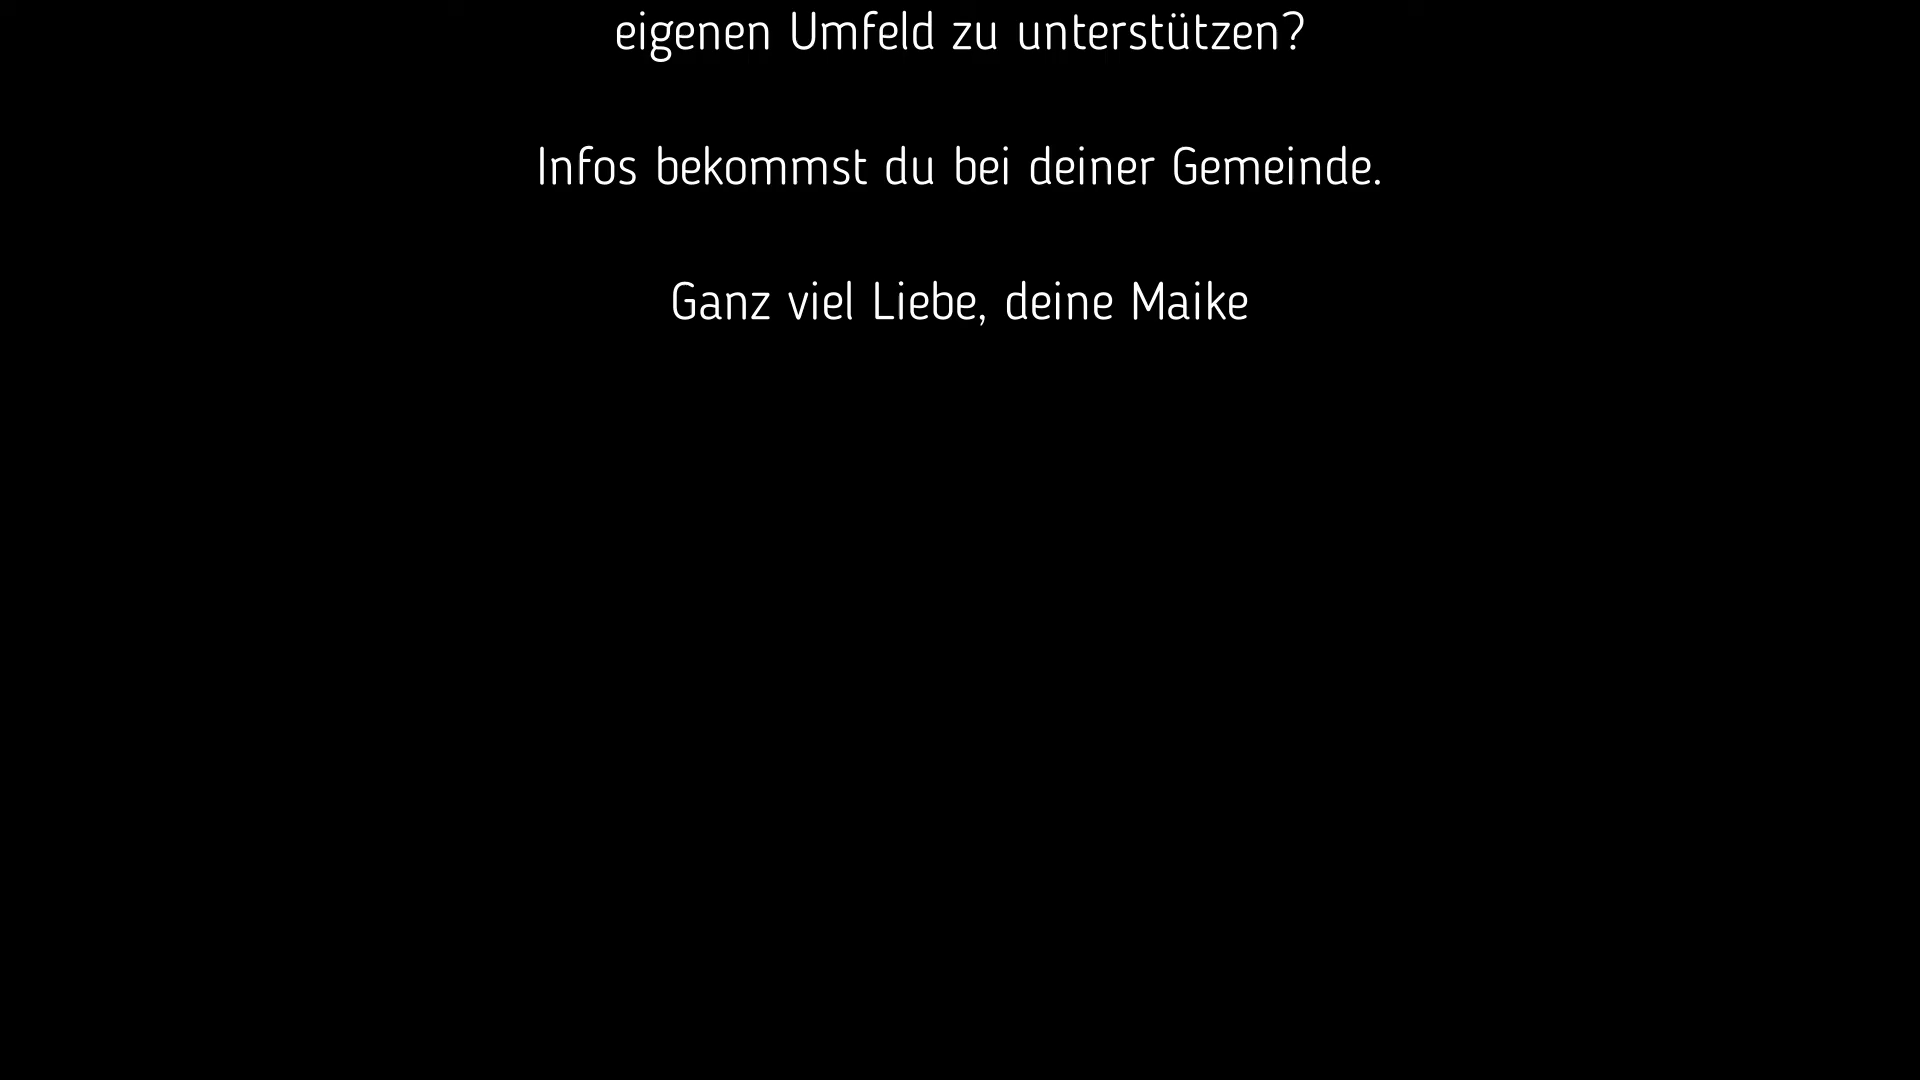 eigenen Umfeld zu unterstützen?
Infos bekommst du bei deiner Gemeinde.
Ganz viel Liebe, deine Maike